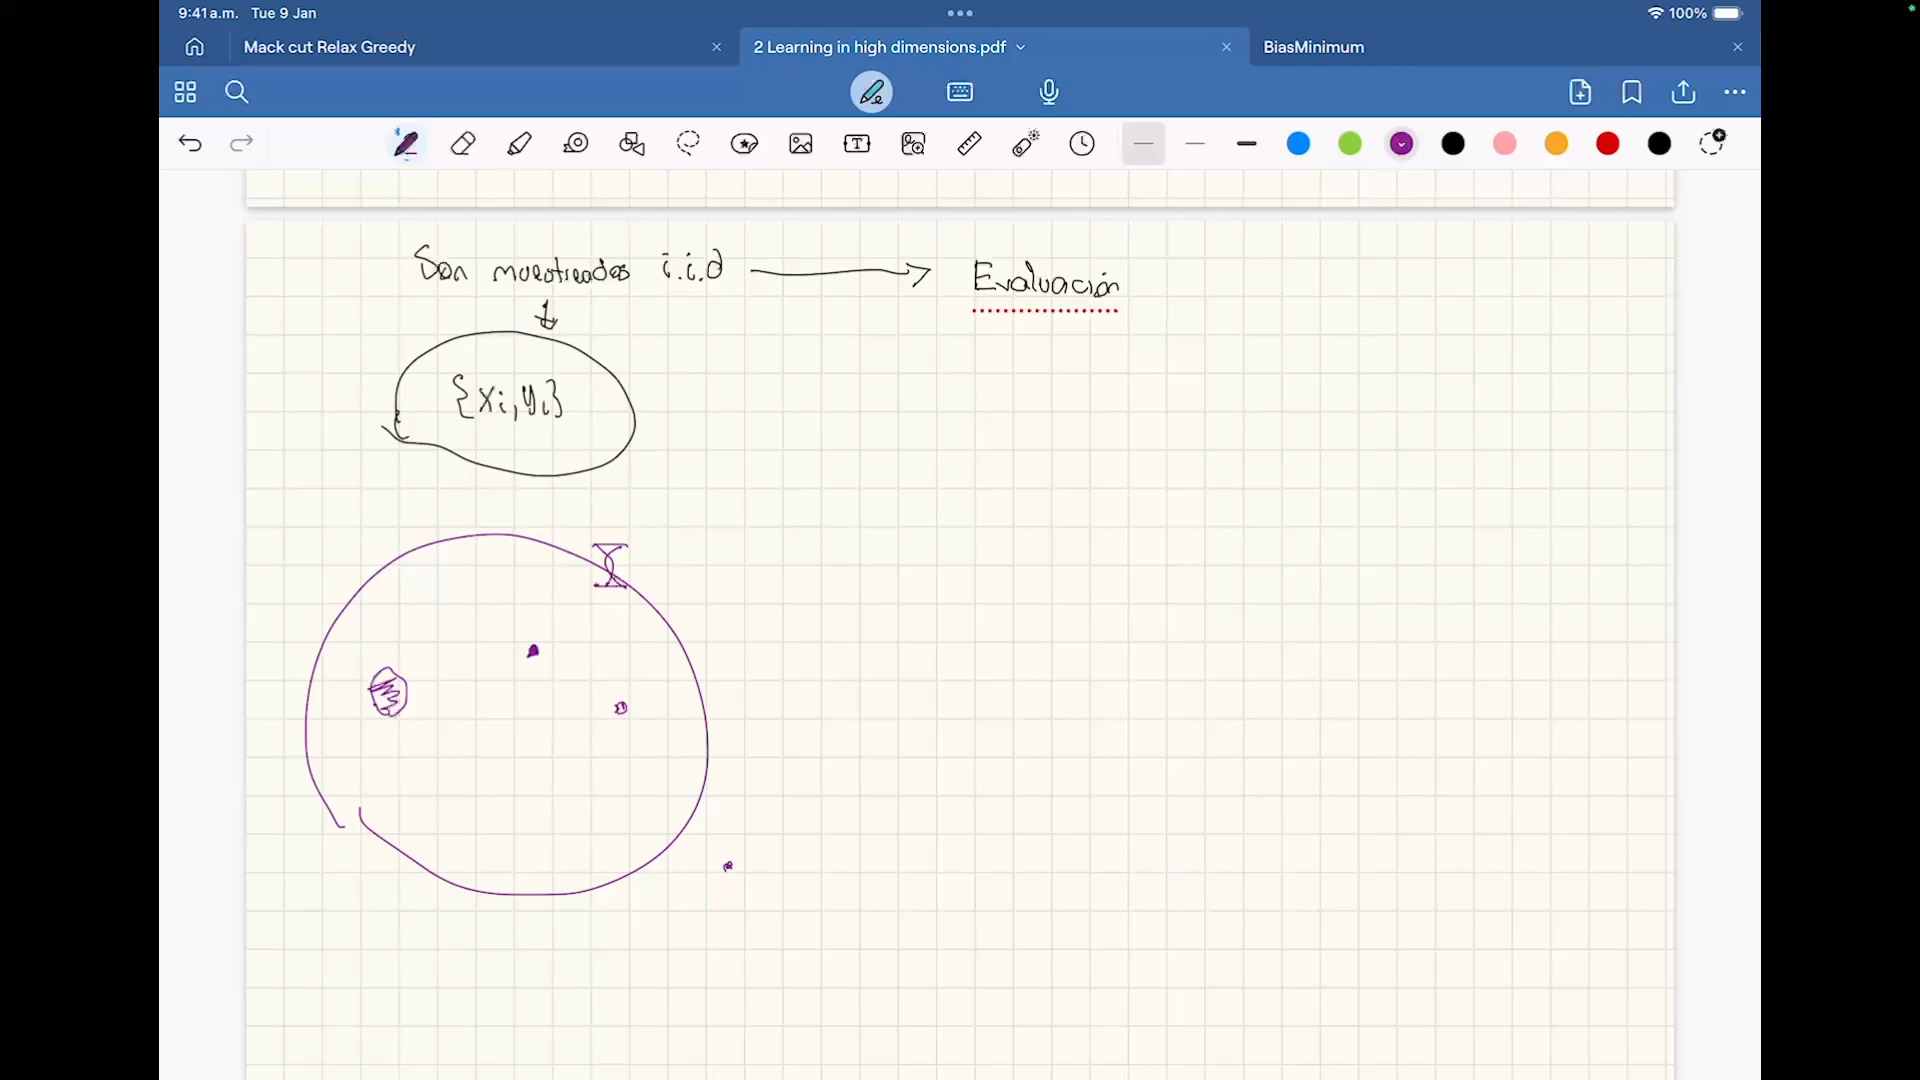 9:41 a.m. Tue 9 Jan
100%
Mack cut Relax Greedy
2 Learning in high dimensions.pdf
BiasMinimum
Son muestreados i.i.d → Evaluación
{xi, yi}
X